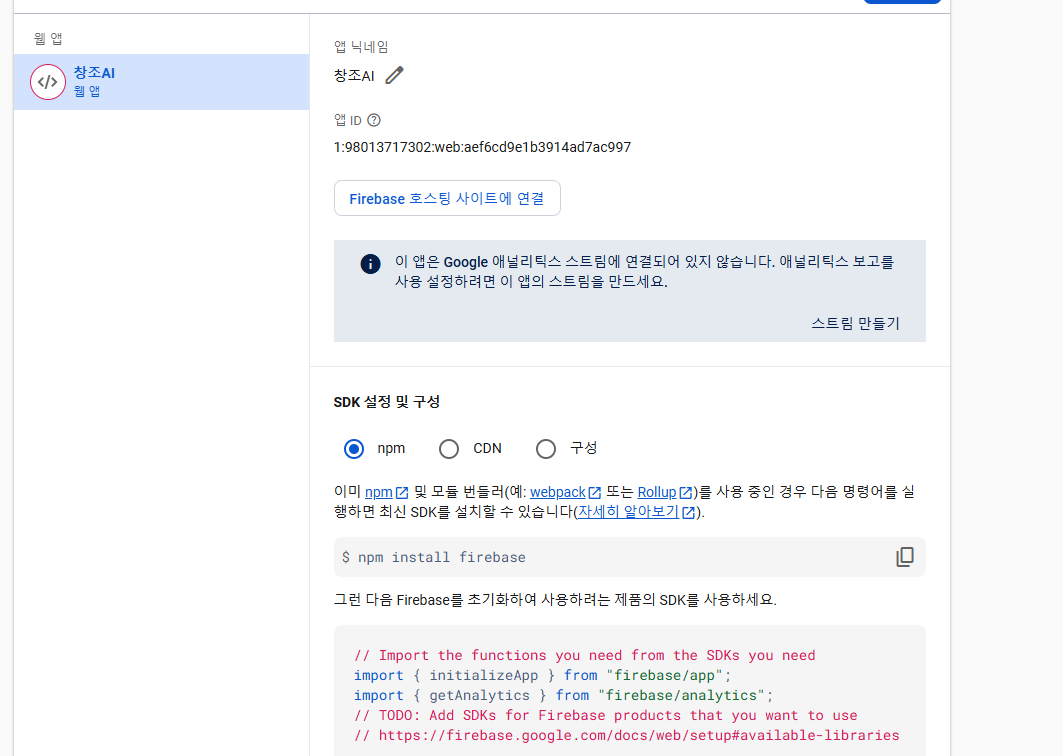 웹 앱
창조AI
웹 앱
앱 닉네임
창조AI
앱 ID
1:98013717302:web:aef6cd9e1b3914ad7ac997
Firebase 호스팅 사이트에 연결
이 앱은 Google 애널리틱스 스트림에 연결되어 있지 않습니다. 애널리틱스 보고를
사용 설정하려면 이 앱의 스트림을 만드세요.
스트림 만들기
SDK 설정 및 구성
npm
CDN
구성
이미 npm 및 모듈 번들러(예: webpack 또는 Rollup)를 사용 중인 경우 다음 명령어를 실
행하면 최신 SDK를 설치할 수 있습니다(자세히 알아보기).
$ npm install firebase
그런 다음 Firebase를 초기화하여 사용하려는 제품의 SDK를 사용하세요.
// Import the functions you need from the SDKs you need
import { initializeApp } from "firebase/app";
import { getAnalytics } from "firebase/analytics";
// TODO: Add SDKs for Firebase products that you want to use
// https://firebase.google.com/docs/web/setup#available-libraries